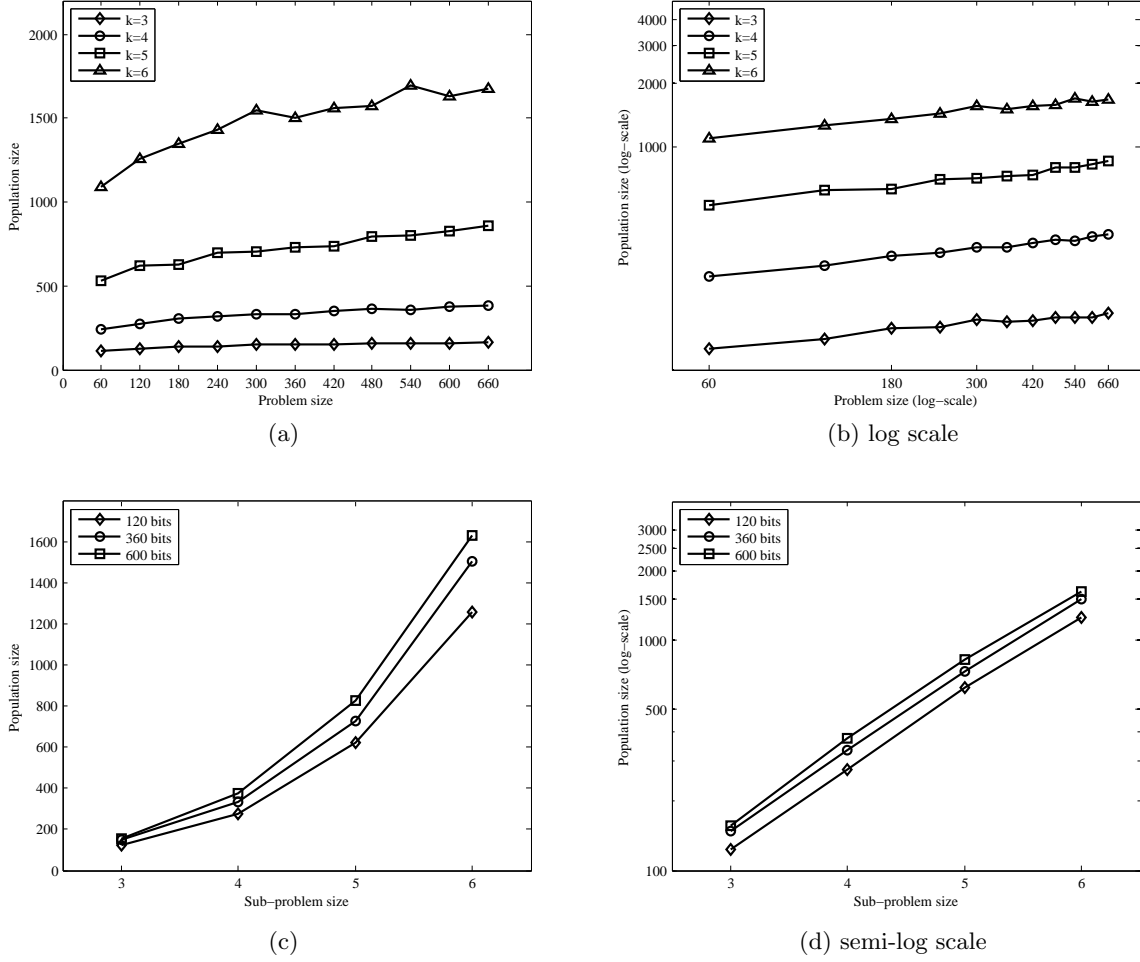 k=3
k=4
k=5
k=6
2000
1500
1000
500
0
Population size
0 60 120 180 240 300 360 420 480 540 600 660
Problem size
(a)
k=3
k=4
k=5
k=6
4000
3000
2000
1000
Population size (log−scale)
60 180 300 420 540 660
Problem size (log−scale)
(b) log scale
120 bits
360 bits
600 bits
1600
1400
1200
1000
800
600
400
200
0
Population size
3 4 5 6
Sub−problem size
(c)
120 bits
360 bits
600 bits
3000
2500
2000
1500
1000
500
100
Population size (log−scale)
3 4 5 6
Sub−problem size
(d) semi-log scale